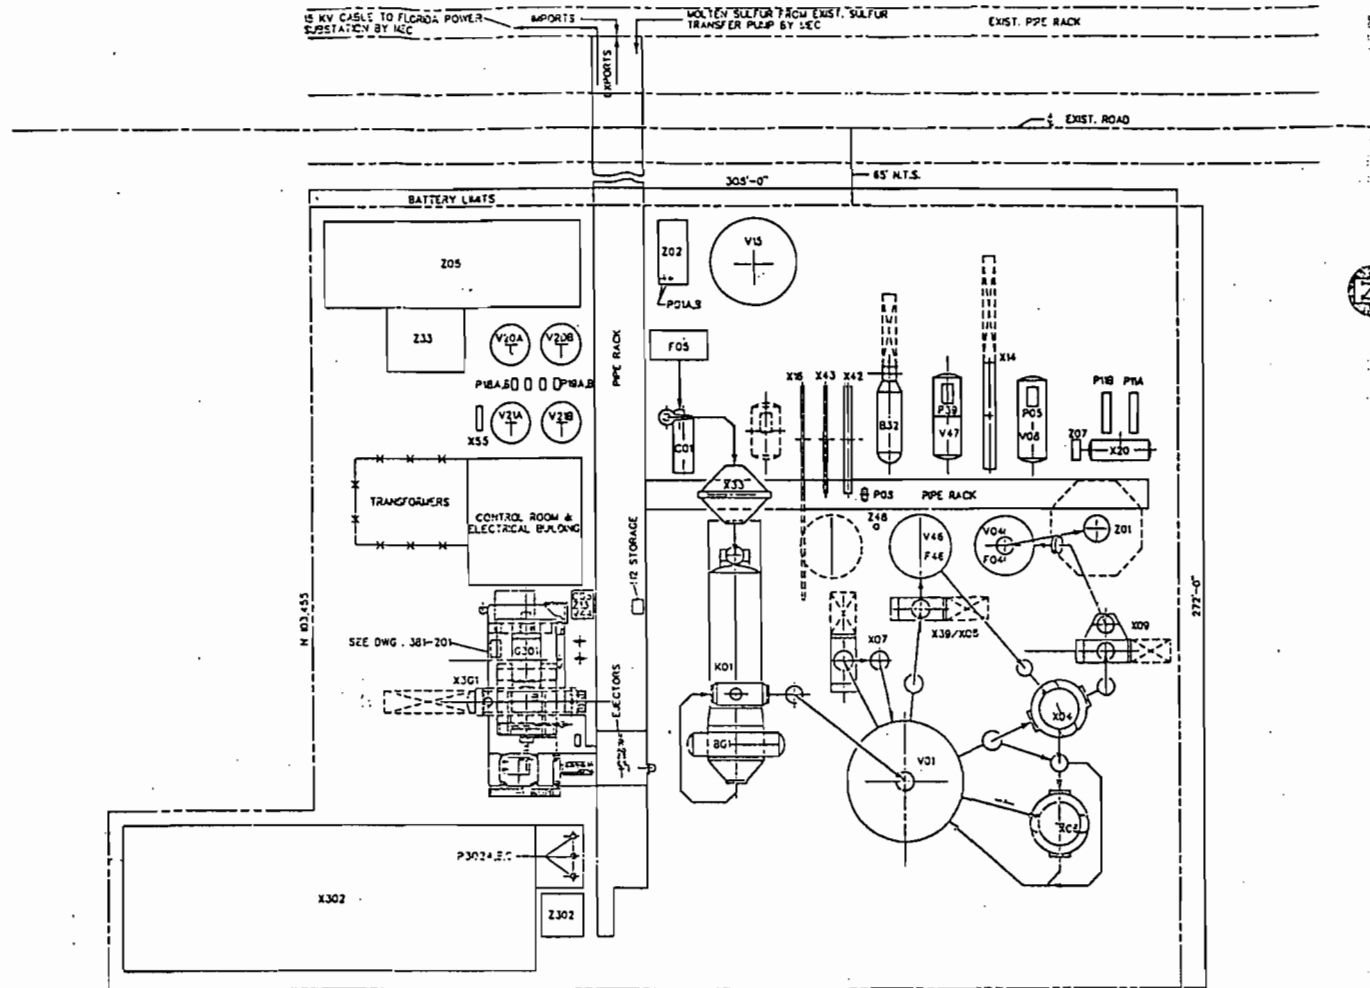 15 KV CABLE TO FLORIDA POWER
SUBSTATION BY MEC
IMPORTS
EXPORTS
MOLTEN SULFUR FROM EXIST. SULFUR
TRANSFER PUMP BY MEC
EXIST. PIPE RACK
EXIST. ROAD
305'-0"
65' N.T.S.
BATTERY LIMITS
Z05
Z02
V15
P01A,B
Z33
V20A
V20B
PIPE RACK
F05
X14
P18A,B
P19A,B
X43
X42
P11B
P11A
V21A
V21B
X55
C01
B32
P39
V47
P05
V08
Z07
X20
TRANSFORMERS
CONTROL ROOM &
ELECTRICAL BUILDING
X33
P03
PIPE RACK
Z48
V46
F46
V04
F04
Z01
H2 STORAGE
N 103,455
272'-0"
SEE DWG. 381-201
G301
X301
X07
X39/X05
X09
K01
EJECTORS
B01
X04
V01
X302
Z302